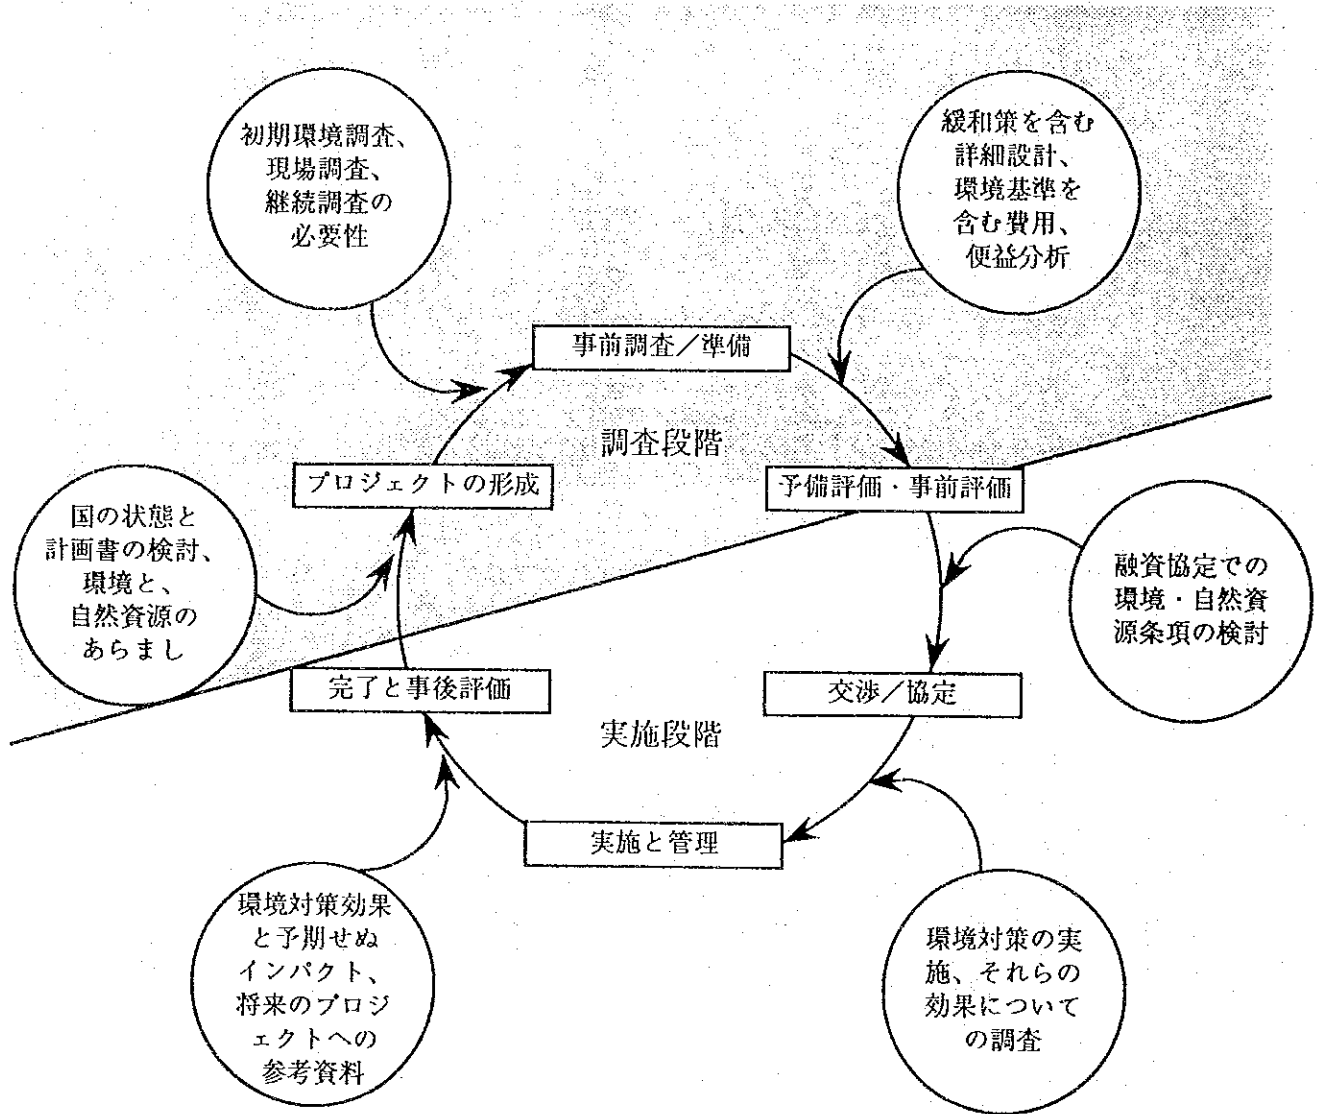 初期環境調査、
現場調査、
継続調査の
必要性
緩和策を含む
詳細設計、
環境基準を
含む費用、
便益分析
事前調査／準備
調査段階
プロジェクトの形成
予備評価・事前評価
国の状態と
計画書の検討、
環境と、
自然資源の
あらまし
融資協定での
環境・自然資
源条項の検討
完了と事後評価
交渉／協定
実施段階
実施と管理
環境対策効果
と予期せぬ
インパクト、
将来のプロジ
ェクトへの
参考資料
環境対策の実
施、それらの
効果について
の調査